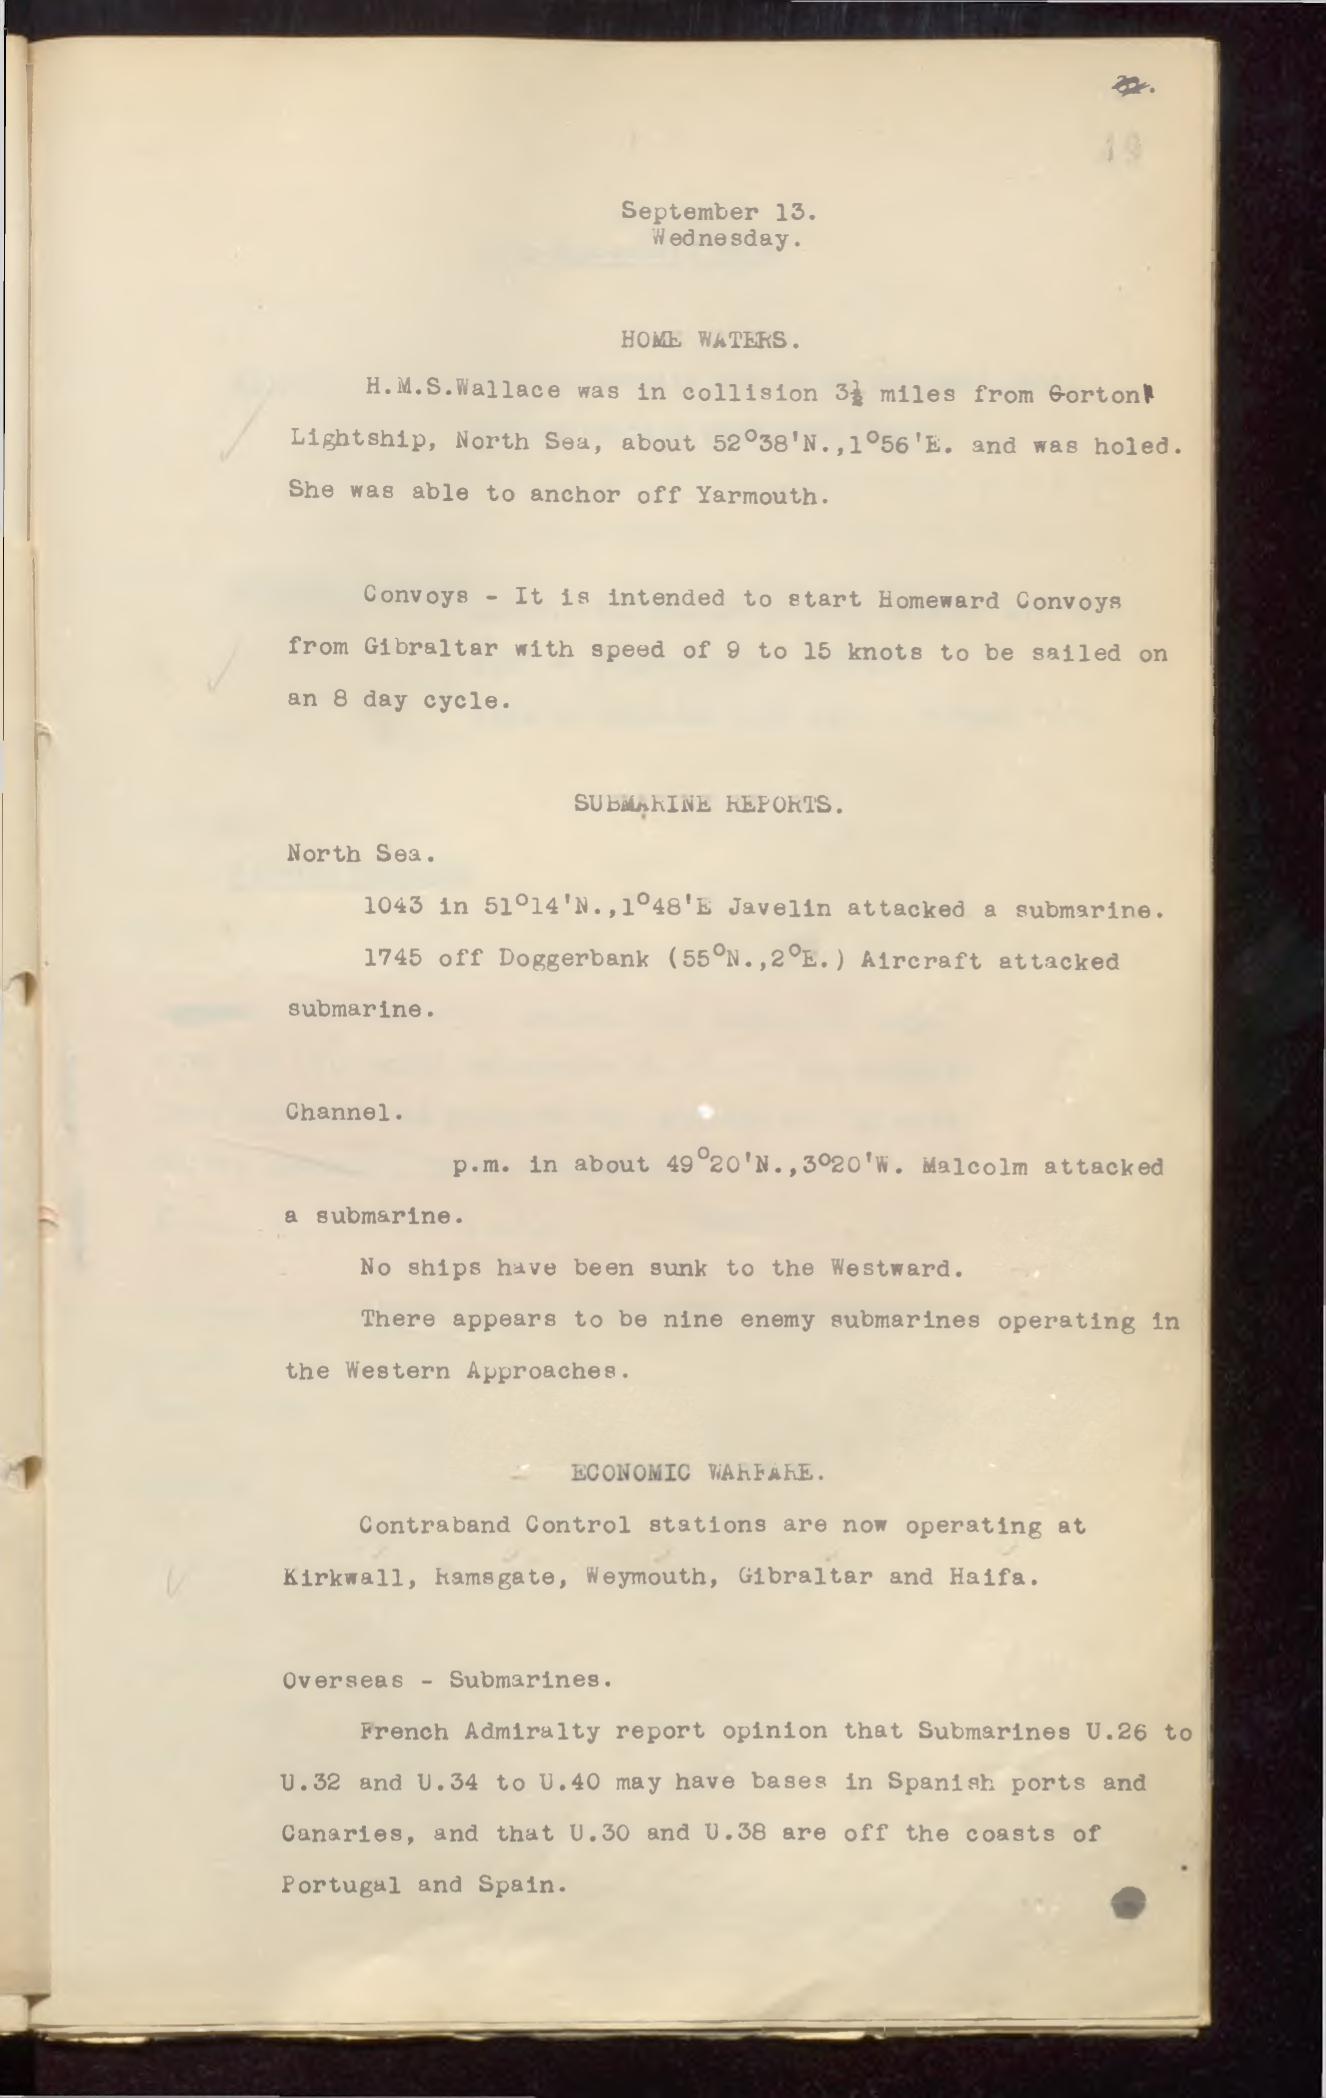 19
September 13.
Wednesday.
HOME WATERS.
H.M.S.Wallace was in collision 3½ miles from Gorton
Lightship, North Sea, about 52°38'N.,1°56'E. and was holed.
She was able to anchor off Yarmouth.
Convoys - It is intended to start Homeward Convoys
from Gibraltar with speed of 9 to 15 knots to be sailed on
an 8 day cycle.
SUBMARINE REPORTS.
North Sea.
1043 in 51°14'N.,1°48'E Javelin attacked a submarine.
1745 off Doggerbank (55°N.,2°E.) Aircraft attacked
submarine.
Channel.
p.m. in about 49°20'N.,3°20'W. Malcolm attacked
a submarine.
No ships have been sunk to the Westward.
There appears to be nine enemy submarines operating in
the Western Approaches.
ECONOMIC WARFARE.
Contraband Control stations are now operating at
Kirkwall, Ramsgate, Weymouth, Gibraltar and Haifa.
Overseas - Submarines.
French Admiralty report opinion that Submarines U.26 to
U.32 and U.34 to U.40 may have bases in Spanish ports and
Canaries, and that U.30 and U.38 are off the coasts of
Portugal and Spain.